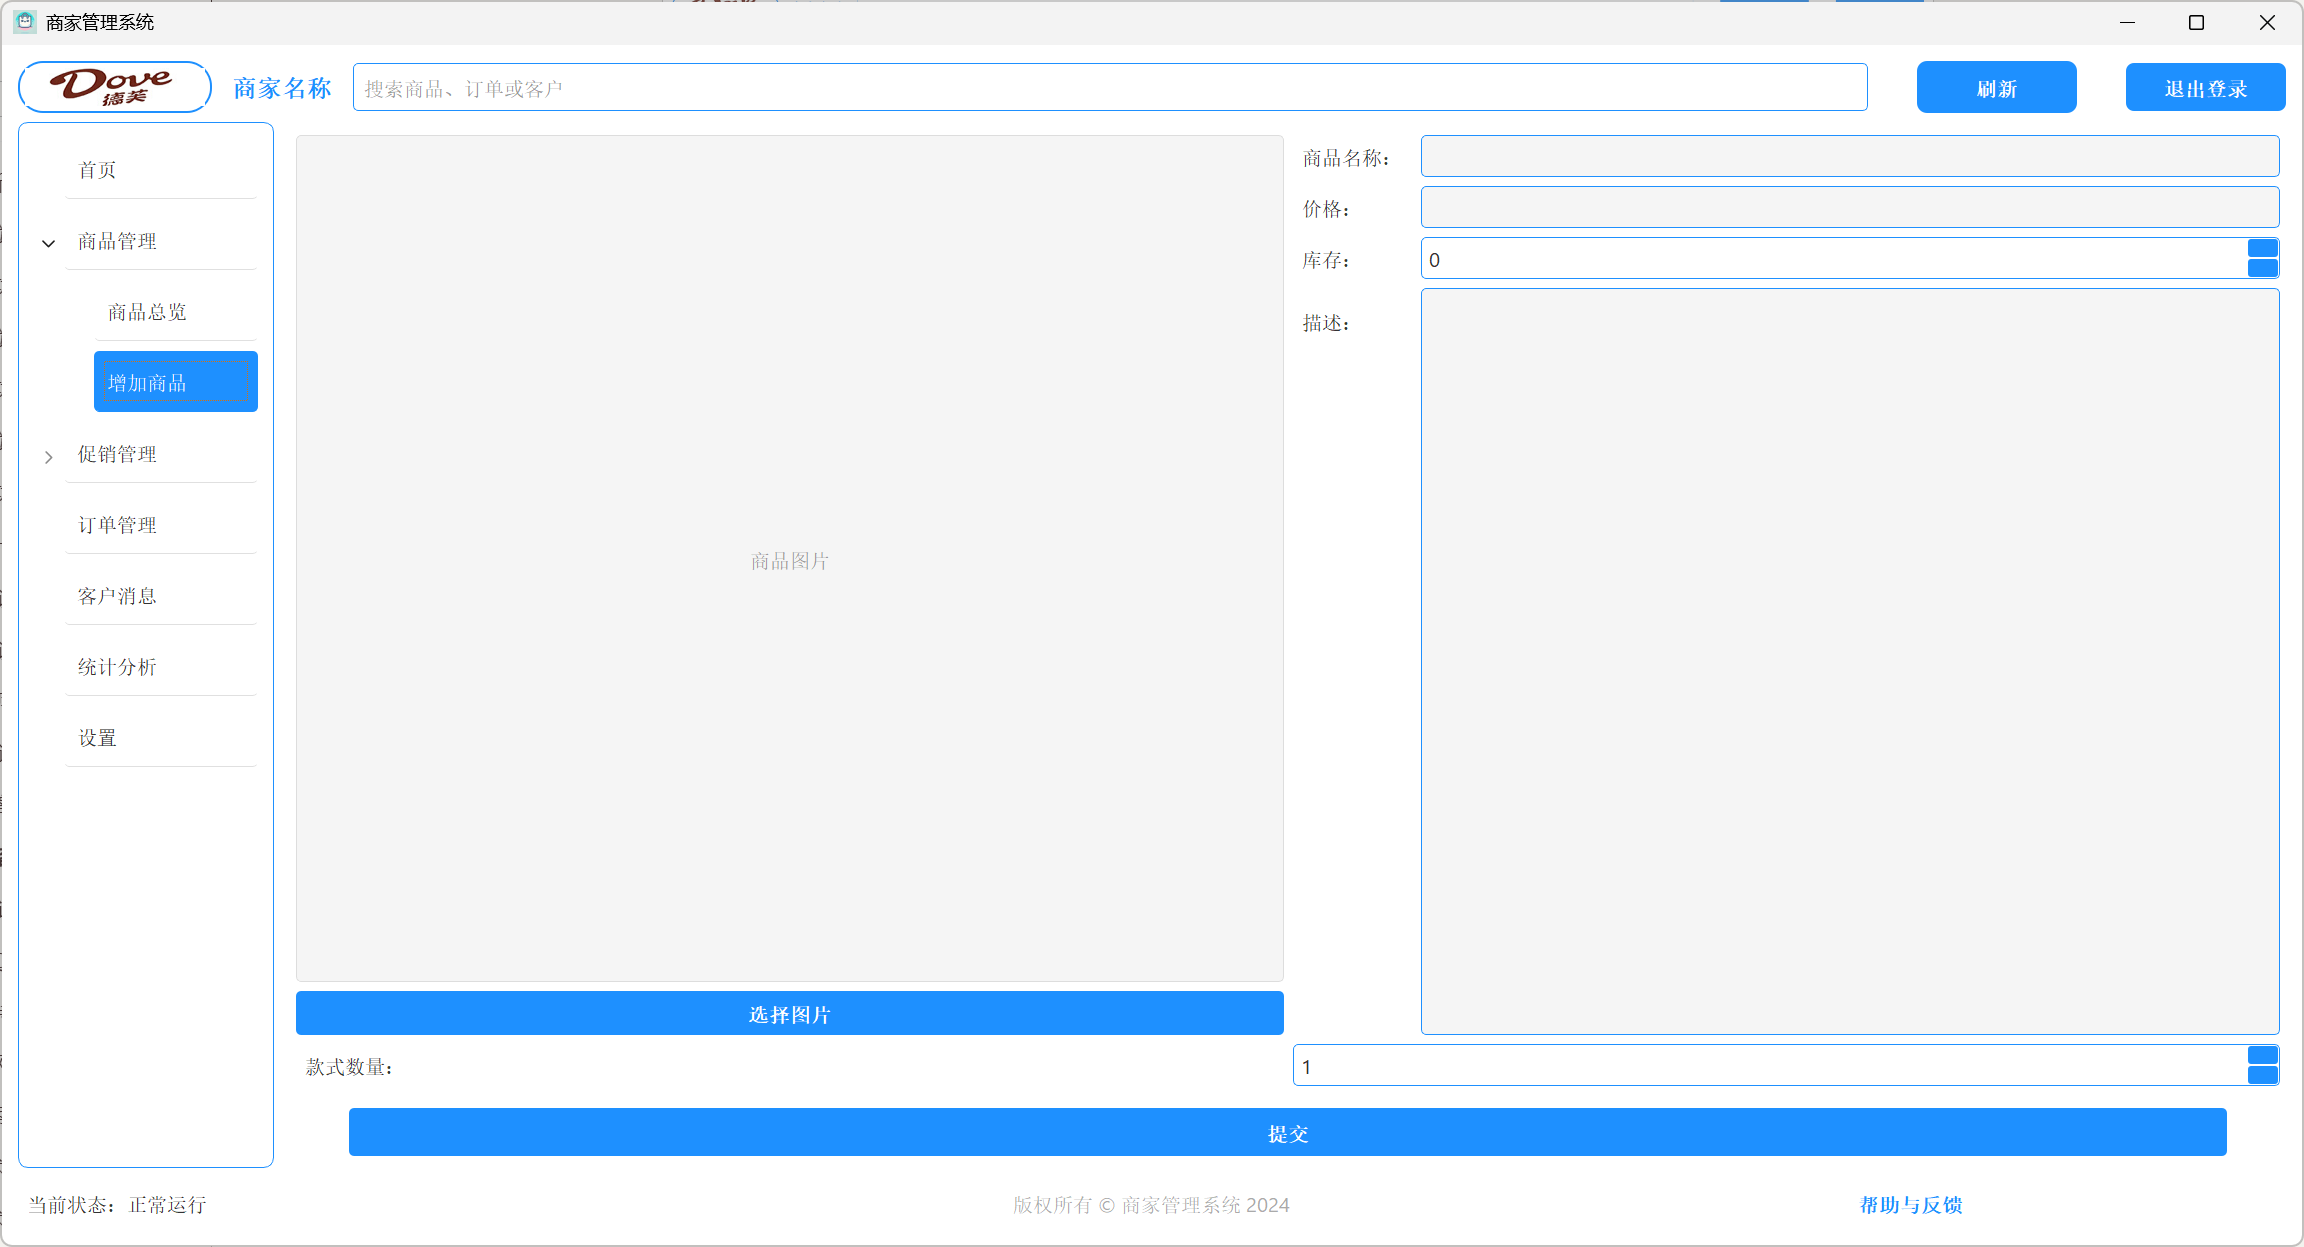 商家管理系统
Dove
德芙
商家名称
搜索商品、订单或客户
刷新
退出登录
首页
商品管理
商品总览
增加商品
促销管理
订单管理
客户消息
统计分析
设置
商品图片
选择图片
商品名称：
价格：
库存：
0
描述：
款式数量：
1
提交
当前状态：正常运行
版权所有 © 商家管理系统 2024
帮助与反馈